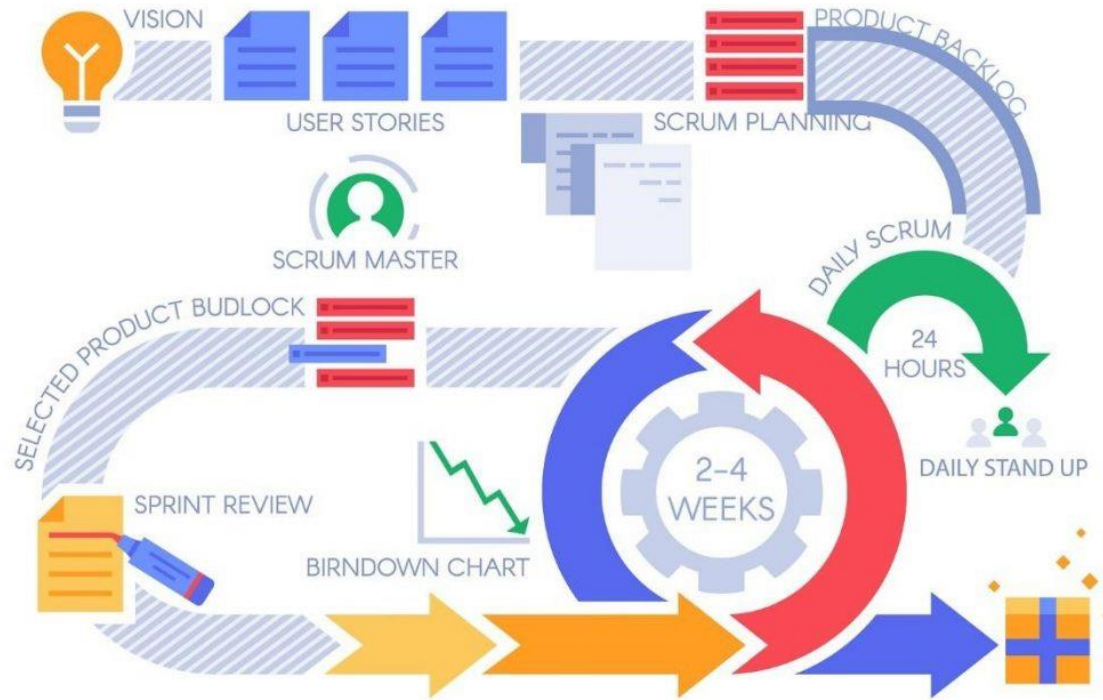 VISION
USER STORIES
SCRUM PLANNING
PRODUCT BACKLOG
SCRUM MASTER
DAILY SCRUM
24
HOURS
DAILY STAND UP
SELECTED PRODUCT BUDLOCK
2-4
WEEKS
SPRINT REVIEW
BIRNDOWN CHART